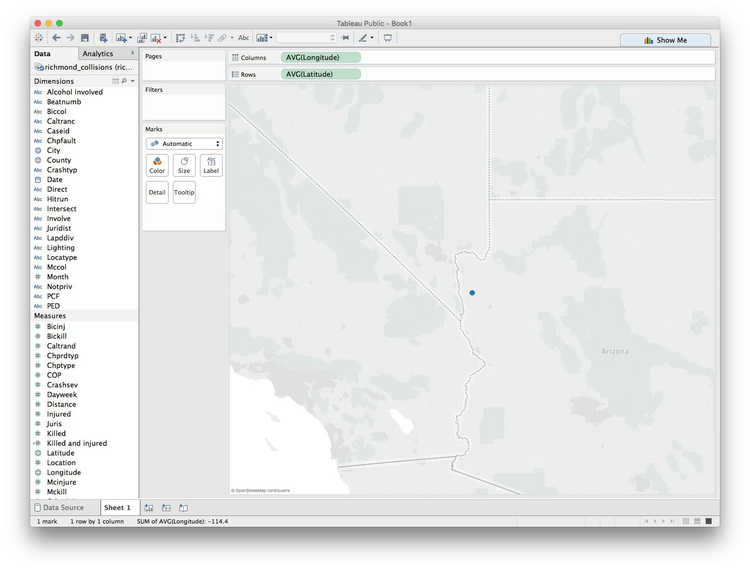 Tableau Public - Book1
Abc
Show Me
Data
Analytics
richmond_collisions (ric...
Dimensions
Abc Alcohol Involved
Abc Beatnumb
Abc Biccol
Abc Caltranc
Abc Caseid
Abc Chpfault
City
County
Abc Crashtyp
Date
Abc Direct
Abc Hitrun
Abc Intersect
Abc Involve
Abc Juridist
Abc Lapddiv
Abc Lighting
Abc Locatype
Abc Mccol
# Month
Abc Notpriv
Abc PCF
Abc PED
Measures
# Bicinj
# Bickill
# Caltrand
# Chprdtyp
# Chptype
# COP
# Crashsev
# Dayweek
# Distance
# Injured
# Juris
# Killed
# Killed and injured
Latitude
# Location
Longitude
# Mcinjure
# Mckill
Pages
Filters
Marks
Automatic
Color
Size
Abc
123
Label
Detail
Tooltip
Columns
AVG(Longitude)
Rows
AVG(Latitude)
Arizona
© OpenStreetMap contributors
Data Source
Sheet 1
1 mark
1 row by 1 column
SUM of AVG(Longitude): -114.4